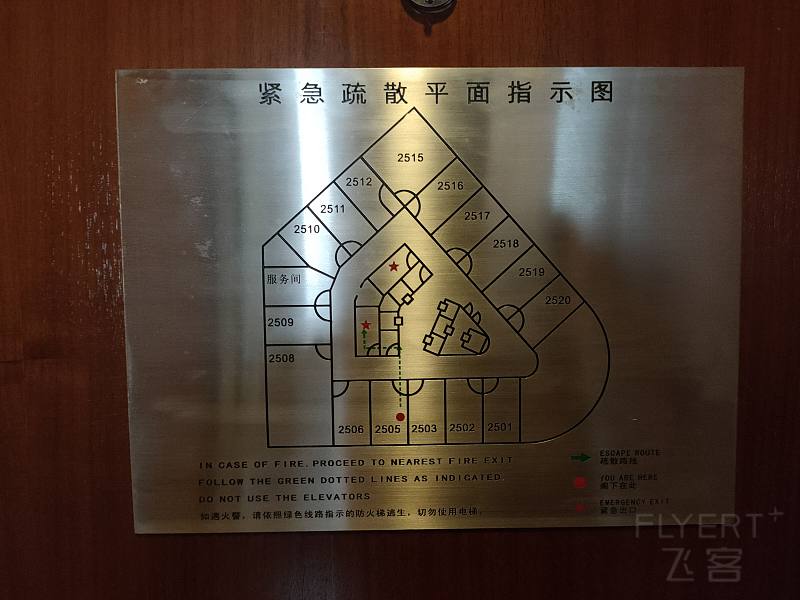 紧急疏散平面指示图
2515
2512
2516
2511
2517
2510
2518
服务间
2519
2520
2509
2508
2506
2505
2503
2502
2501
IN CASE OF FIRE. PROCEED TO NEAREST FIRE EXIT
FOLLOW THE GREEN DOTTED LINES AS INDICATED.
DO NOT USE THE ELEVATORS
如遇火警，请依照绿色线路指示的防火梯逃生，切勿使用电梯。
ESCAPE ROUTE
疏散路线
YOU ARE HERE
阁下在此
EMERGENCY EXIT
紧急出口
FLYERT+
飞客